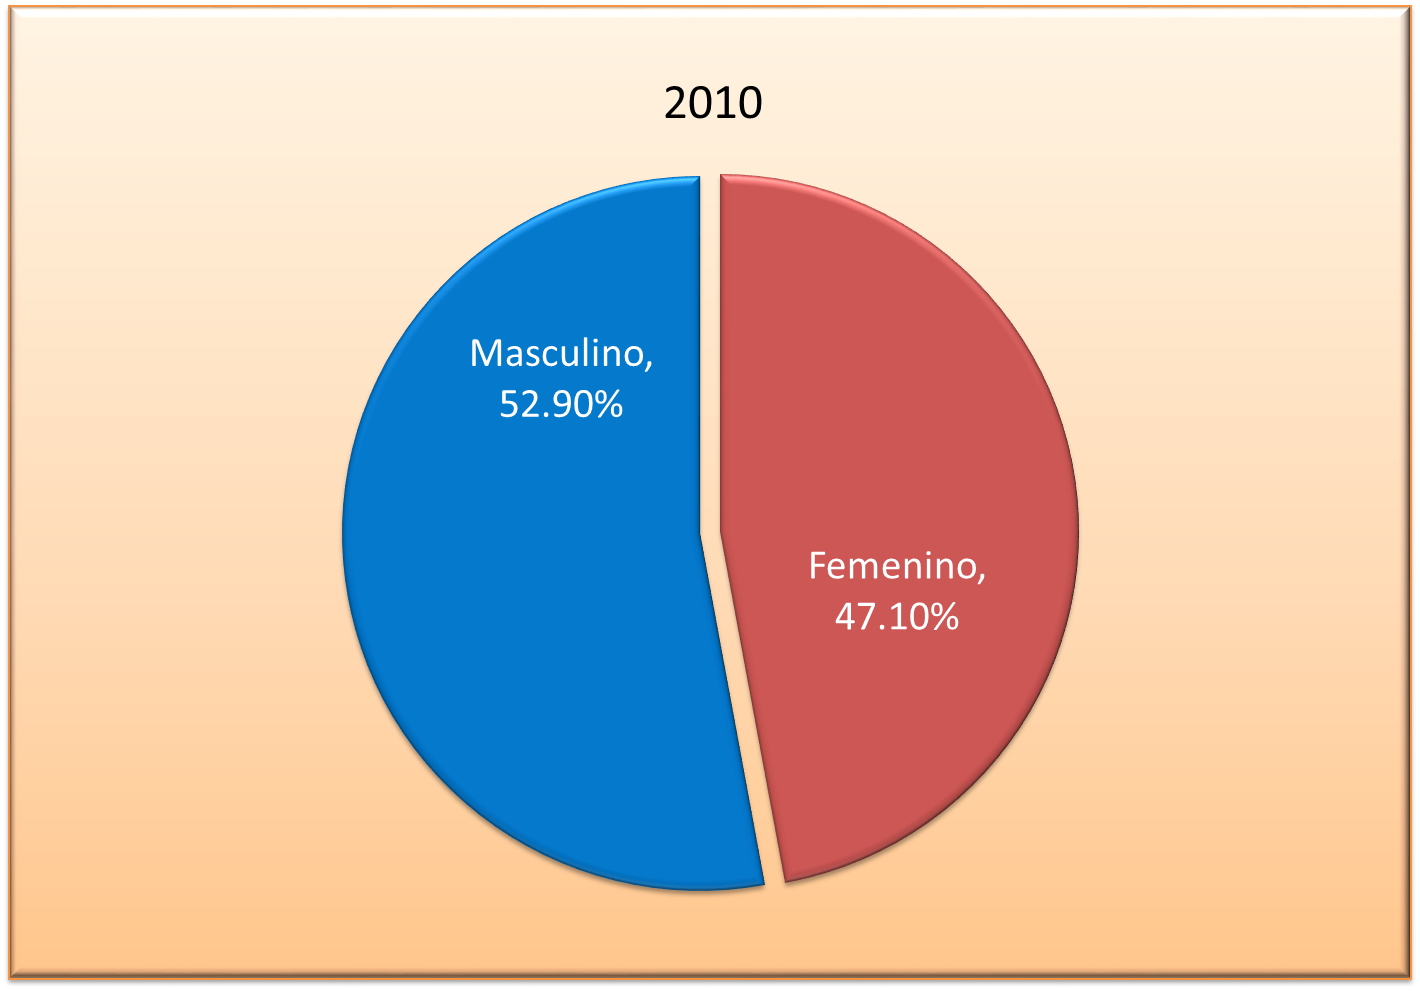 2010
Masculino,
52.90%
Femenino,
47.10%